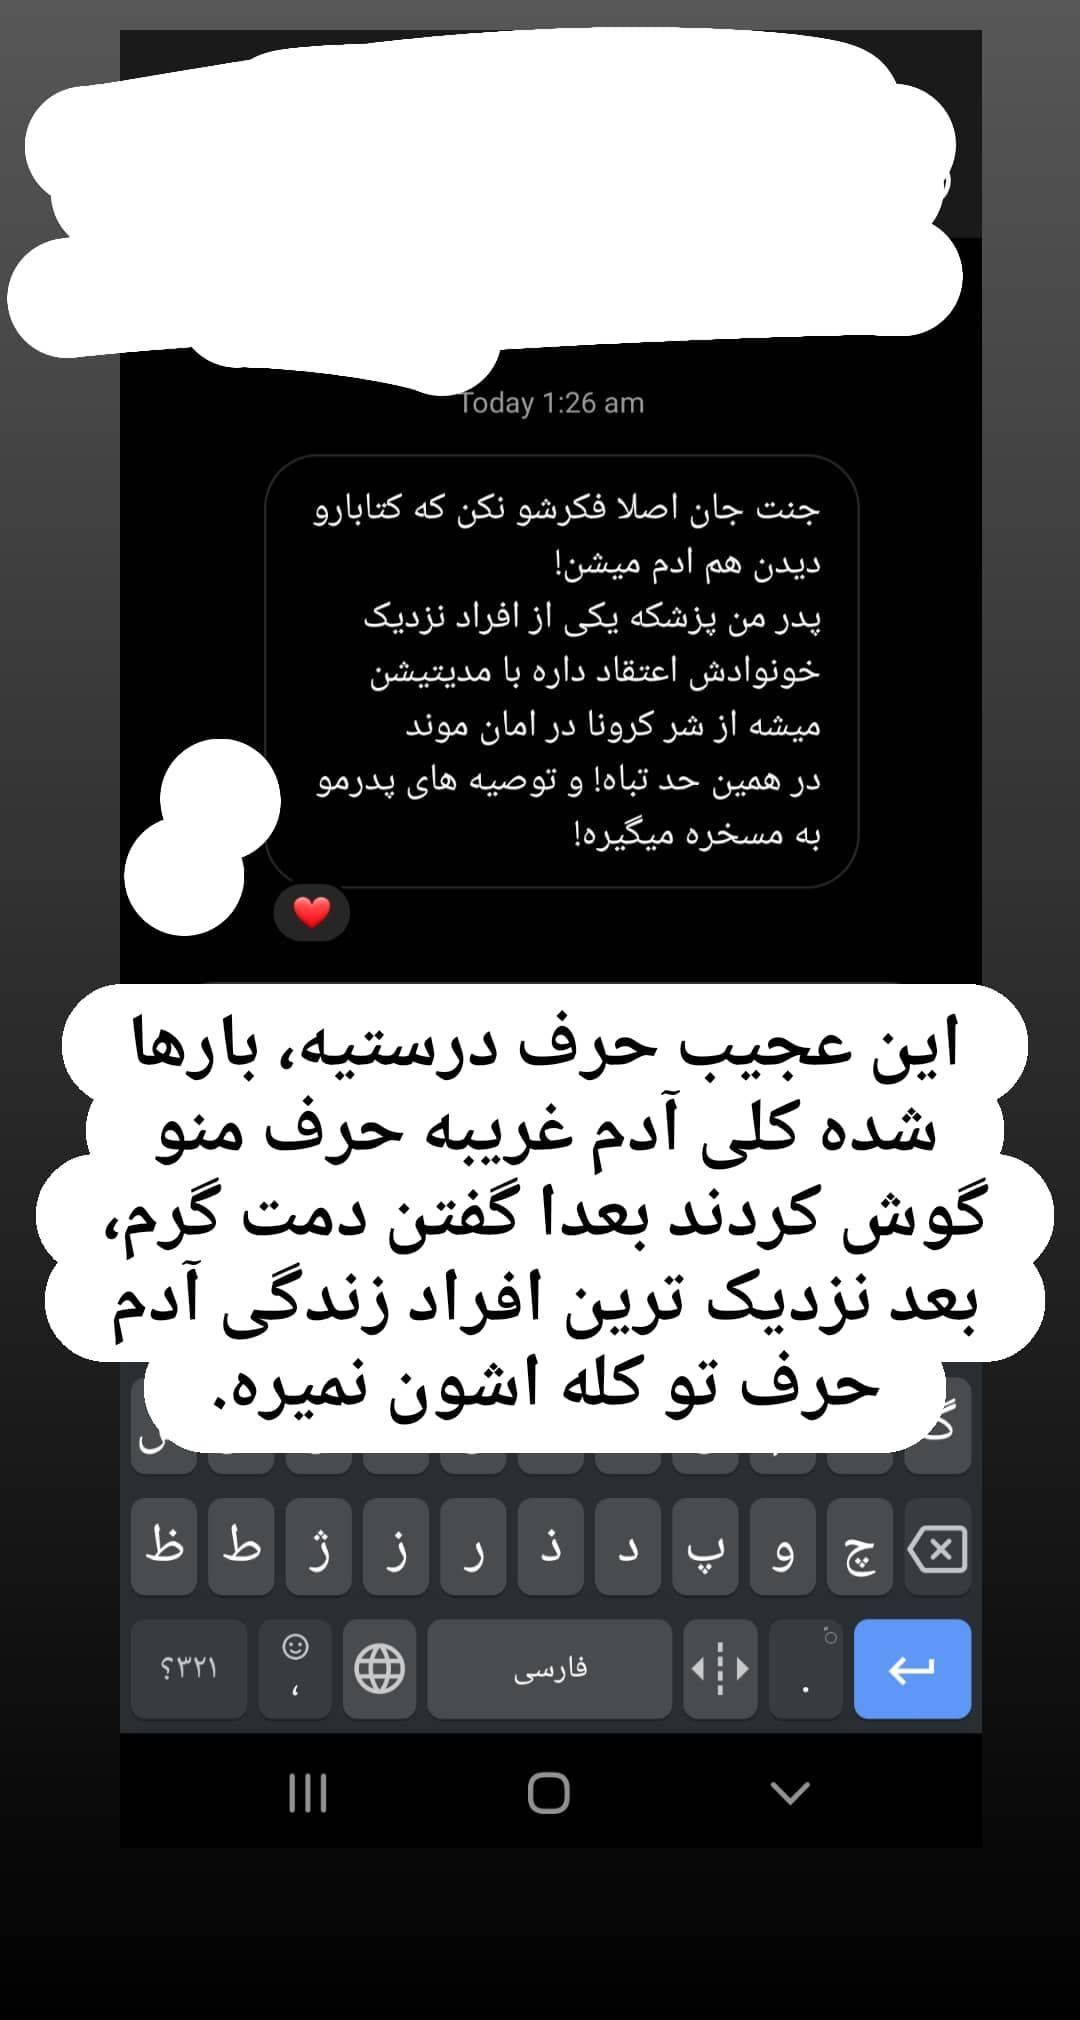 Today 1:26 am
جنت جان اصلا فکرشو نکن که کتابارو
دیدن هم ادم میشن!
پدر من پزشکه یکی از افراد نزدیک
خونوادش اعتقاد داره با مدیتیشن
میشه از شر کرونا در امان موند
در همین حد تباه! و توصیه های پدرمو
به مسخره میگیره!
این عجیب حرف درستیه، بارها
شده کلی آدم غریبه حرف منو
گوش کردند بعدا گفتن دمت گرم،
بعد نزدیک ترین افراد زندگی آدم
حرف تو کله اشون نمیره.
گ ل
چ و پ د ذ ر ز ژ ط ظ
. فارسی ، ۳۲۱؟